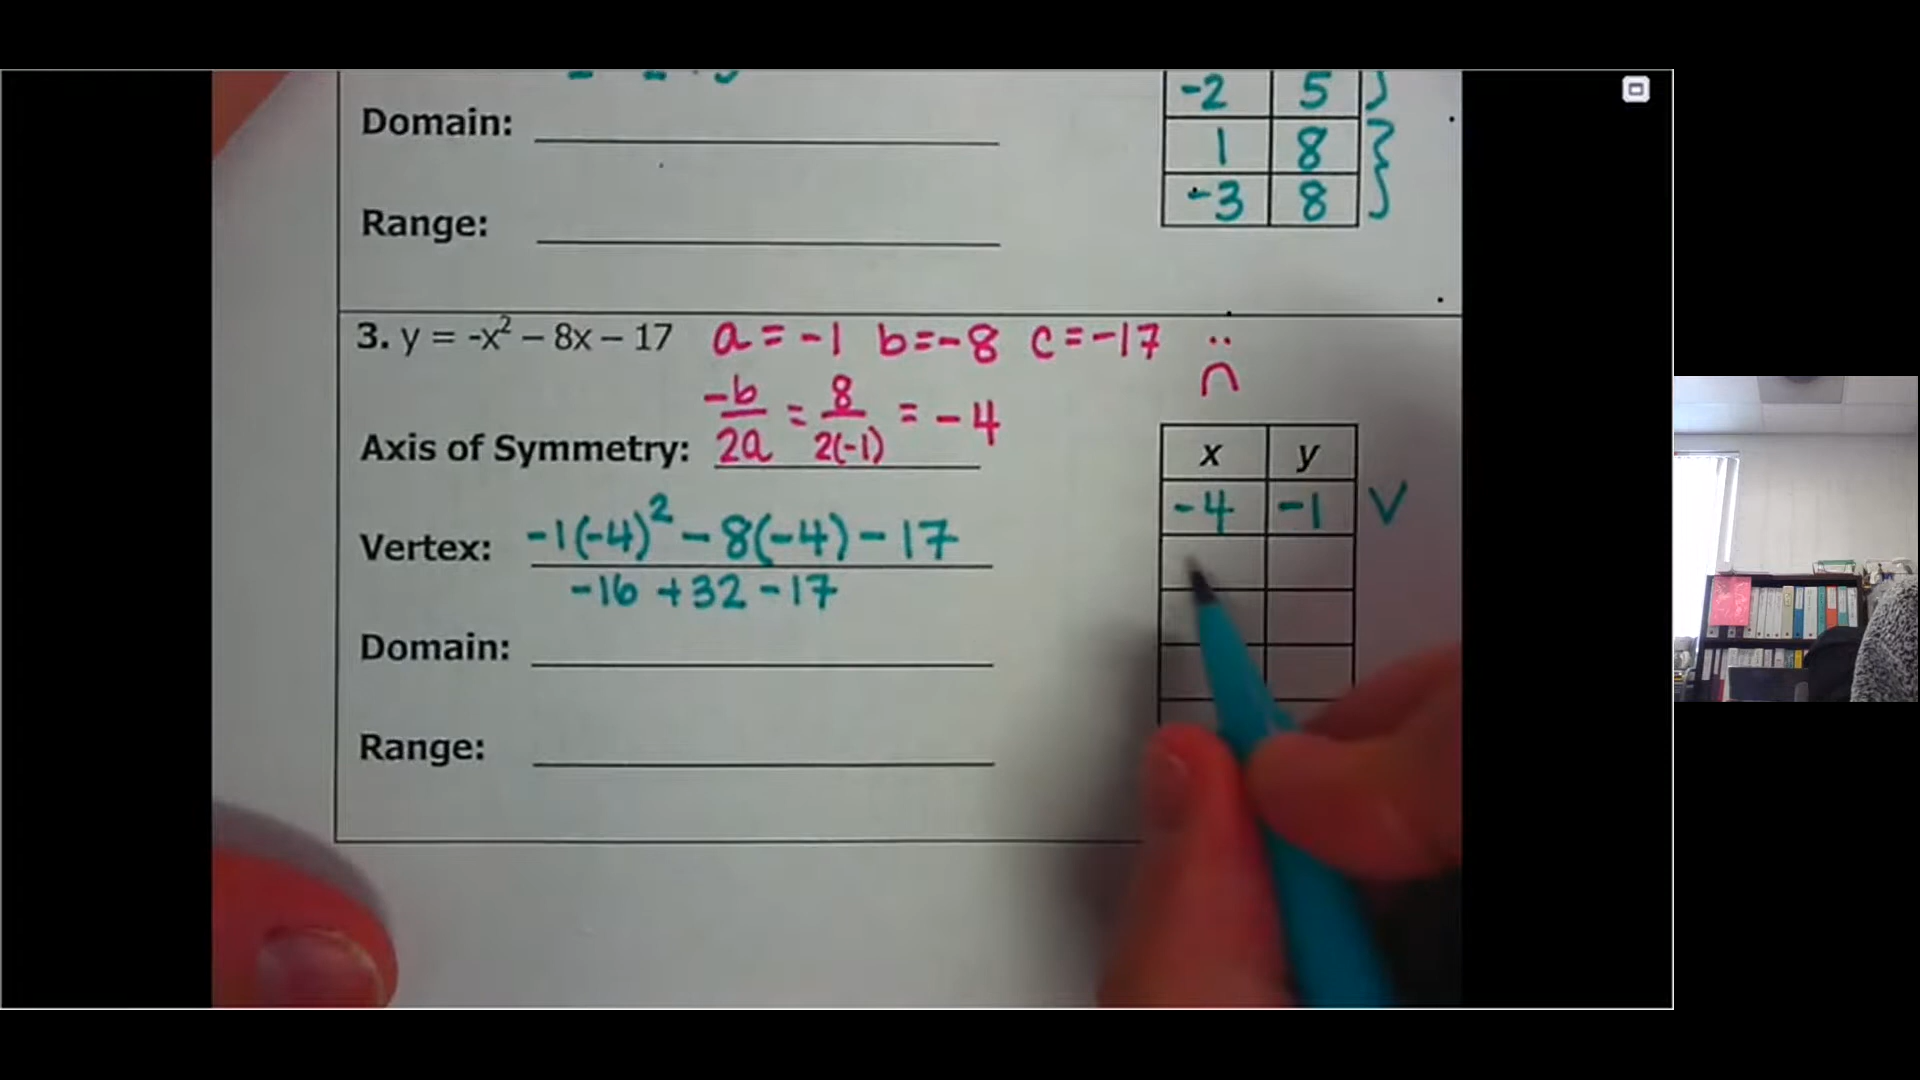 -2 5 }
Domain:
1 8 }
-3 8 }
Range:
3. y = -x² – 8x – 17 a = -1 b = -8 c = -17
Axis of Symmetry: -b/2a = 8/2(-1) = -4
x y
-4 -1 V
Vertex: -1(-4)² - 8(-4) - 17
-16 + 32 - 17
Domain:
Range: